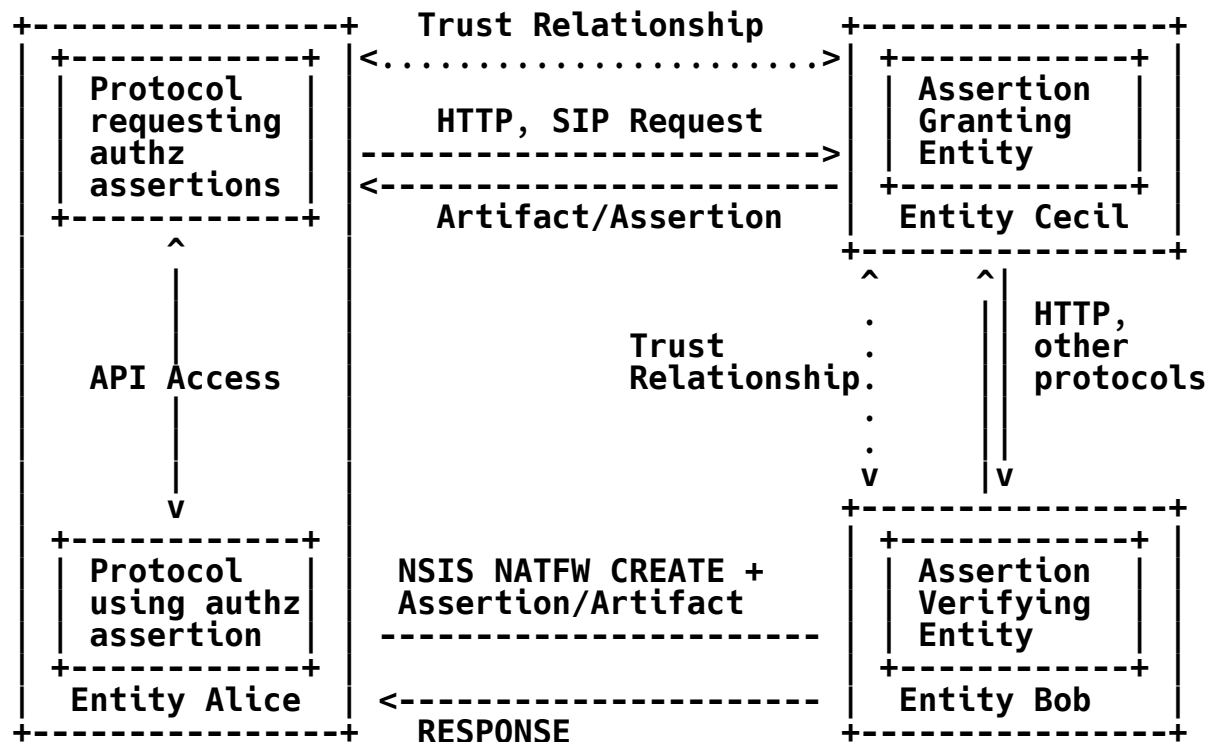 Trust Relationship
Protocol
requesting
authz
assertions
HTTP, SIP Request
Artifact/Assertion
Assertion
Granting
Entity
Entity Cecil
API Access
Trust
Relationship
HTTP,
other
protocols
Protocol
using authz
assertion
Entity Alice
NSIS NATFW CREATE +
Assertion/Artifact
RESPONSE
Assertion
Verifying
Entity
Entity Bob